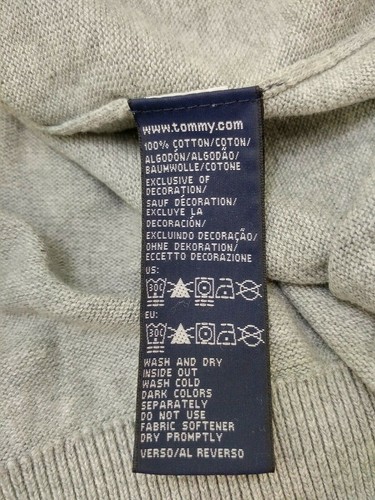 www.tommy.com
100% COTTON/COTON/
ALGODÓN/ALGODÃO/
BAUMWOLLE/COTONE
EXCLUSIVE OF
DECORATION/
SAUF DÉCORATION/
EXCLUYE LA
DECORACIÓN/
EXCLUINDO DECORAÇÃO/
OHNE DEKORATION/
ECCETTO DECORAZIONE
US:
30C
EU:
30C
WASH AND DRY
INSIDE OUT
WASH COLD
DARK COLORS
SEPARATELY
DO NOT USE
FABRIC SOFTENER
DRY PROMPTLY
VERSO/AL REVERSO